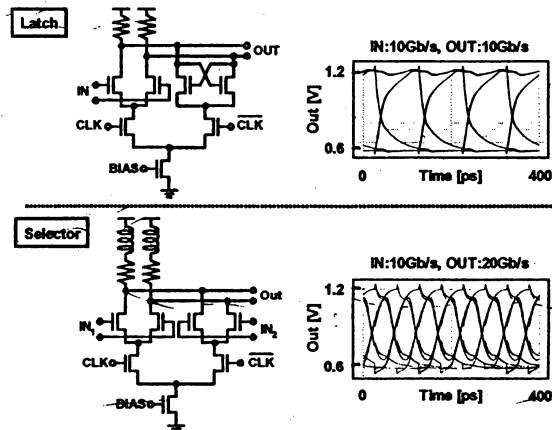 Latch
OUT
IN
CLK
CLK
BIAS
IN:10Gb/s, OUT:10Gb/s
1.2
Out [V]
0.6
0
Time [ps]
400
Selector
Out
IN1
IN2
CLK
CLK
BIAS
IN:10Gb/s, OUT:20Gb/s
1.2
Out [V]
0.6
0
Time [ps]
400